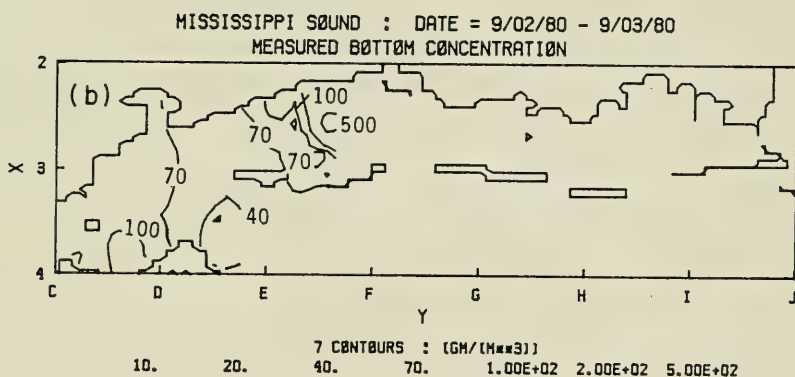 MISSISSIPPI SØUND : DATE = 9/02/80 - 9/03/80
MEASURED BØTTØM CØNCENTRATIØN
2
(b)
100
C500
70
70
X
3
70
40
100
4
C D E F G H I J
Y
7 CØNTØURS : (GM/(M**3))
10. 20. 40. 70. 1.00E+02 2.00E+02 5.00E+02